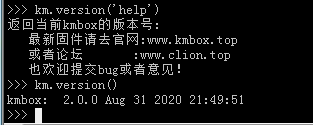 >>> km.version('help')
返回当前kmbox的版本号:
最新固件请去官网:www.kmbox.top
或者论坛 :www.clion.top
也欢迎提交bug或者意见!
>>> km.version()
kmbox: 2.0.0 Aug 31 2020 21:49:51
>>>